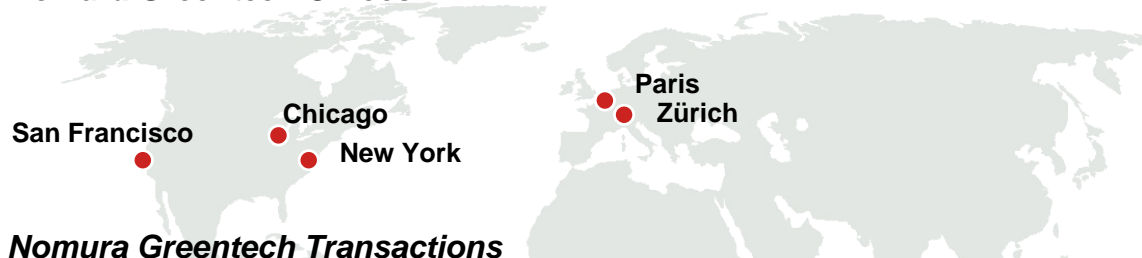 Paris
Chicago
Zürich
San Francisco
New York
Nomura Greentech Transactions